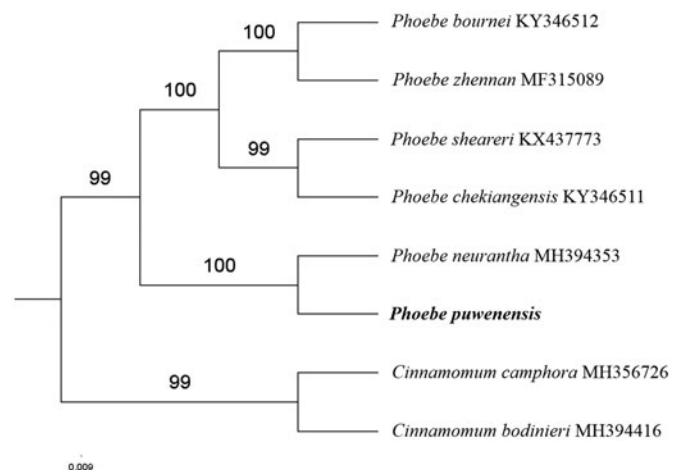 100
Phoebe bournei KY346512
100
Phoebe zhennan MF315089
99
Phoebe sheareri KX437773
99
Phoebe chekiangensis KY346511
100
Phoebe neurantha MH394353
Phoebe puwenensis
99
Cinnamomum camphora MH356726
Cinnamomum bodinieri MH394416
0.009